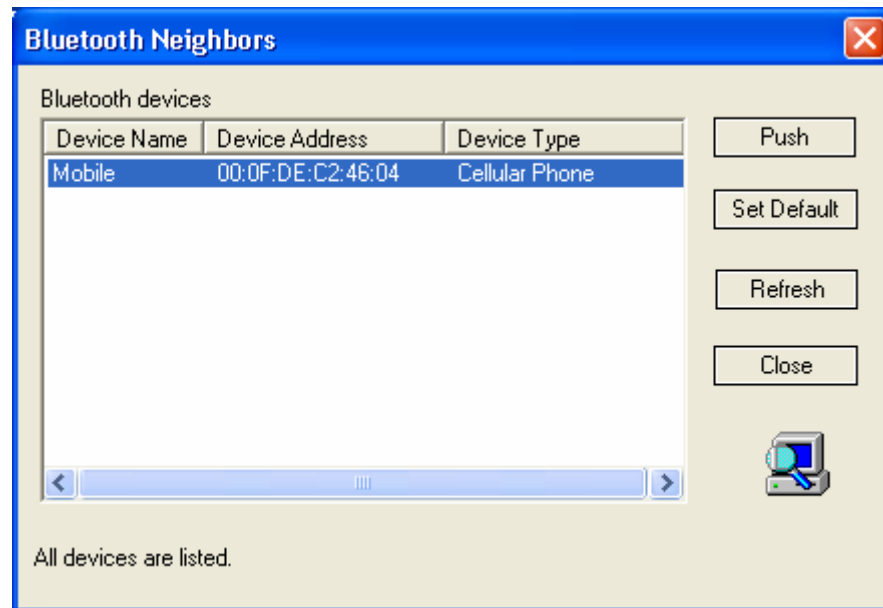 Bluetooth Neighbors
Bluetooth devices
Device Name Device Address Device Type
Mobile 00:0F:DE:C2:46:04 Cellular Phone
Push
Set Default
Refresh
Close
All devices are listed.